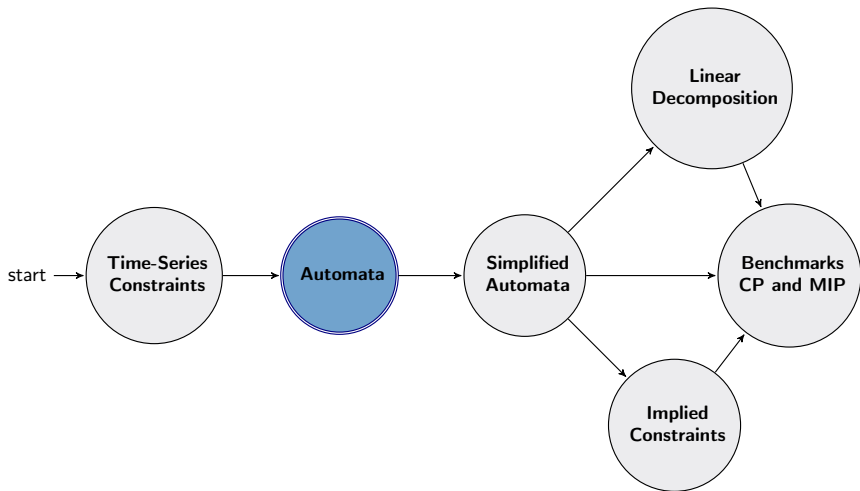 start
Time-Series
Constraints
Automata
Simplified
Automata
Linear
Decomposition
Benchmarks
CP and MIP
Implied
Constraints